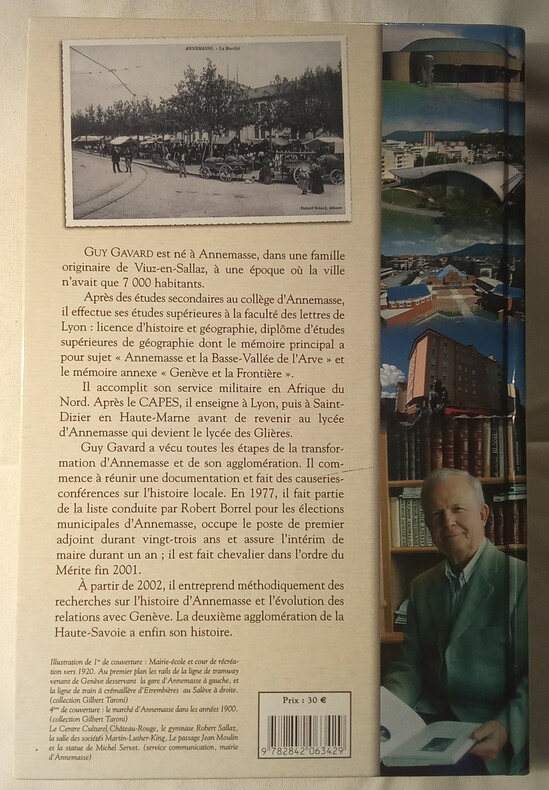 ANNEMASSE. - Le Marché
GUY GAVARD est né à Annemasse, dans une famille
originaire de Viuz-en-Sallaz, à une époque où la ville
n'avait que 7 000 habitants.
Après des études secondaires au collège d'Annemasse,
il effectue ses études supérieures à la faculté des lettres de
Lyon : licence d'histoire et géographie, diplôme d'études
supérieures de géographie dont le mémoire principal a
pour sujet « Annemasse et la Basse-Vallée de l'Arve » et
le mémoire annexe « Genève et la Frontière ».
Il accomplit son service militaire en Afrique du
Nord. Après le CAPES, il enseigne à Lyon, puis à Saint-
Dizier en Haute-Marne avant de revenir au lycée
d'Annemasse qui devient le lycée des Glières.
Guy Gavard a vécu toutes les étapes de la transfor-
mation d'Annemasse et de son agglomération. Il com-
mence à réunir une documentation et fait des causeries-
conférences sur l'histoire locale. En 1977, il fait partie
de la liste conduite par Robert Borrel pour les élections
municipales d'Annemasse, occupe le poste de premier
adjoint durant vingt-trois ans et assure l'intérim de
maire durant un an ; il est fait chevalier dans l'ordre du
Mérite fin 2001.
À partir de 2002, il entreprend méthodiquement des
recherches sur l'histoire d'Annemasse et l'évolution des
relations avec Genève. La deuxième agglomération de la
Haute-Savoie a enfin son histoire.
Illustration de 1re de couverture : Mairie-école et cour de récréa-
tion vers 1920. Au premier plan les rails de la ligne de tramway
venant de Genève desservant la gare d'Annemasse à gauche, et
la ligne de train à crémaillère d'Etrembières au Salève à droite.
(collection Gilbert Taroni)
4ème de couverture : le marché d'Annemasse dans les années 1900.
(collection Gilbert Taroni)
Le Centre Culturel Château-Rouge, le gymnase Robert Sallaz,
la salle des sociétés Martin-Luther-King, Le passage Jean Moulin
et la statue de Michel Servet. (service communication, mairie
d'Annemasse)
Prix : 30 €
9 782842 063429